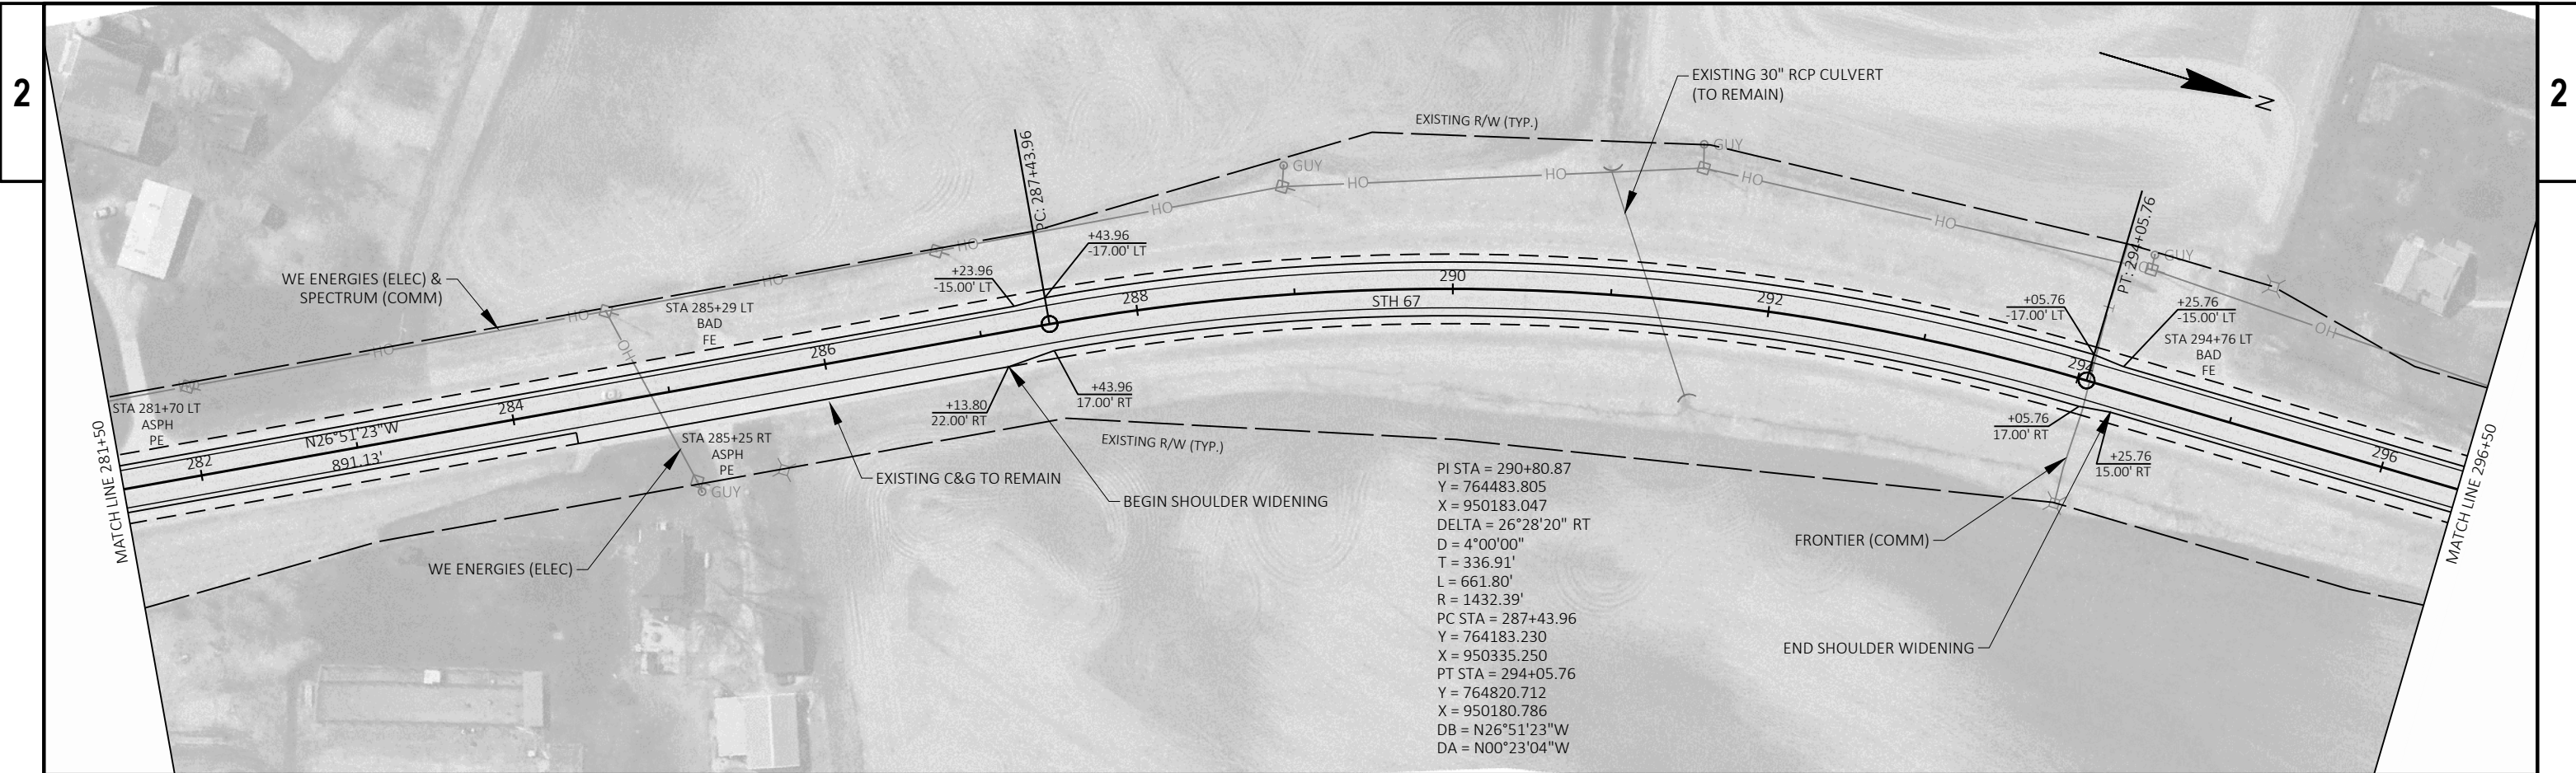 2
2
EXISTING 30" RCP CULVERT
(TO REMAIN)
N
EXISTING R/W (TYP.)
GUY
GUY
HO
HO
HO
HO
HO
PC: 287+43.96
PT: 294+05.76
+43.96
-17.00' LT
HO
GUY
WE ENERGIES (ELEC) &
SPECTRUM (COMM)
+23.96
-15.00' LT
HO
290
STH 67
288
292
+05.76
-17.00' LT
+25.76
-15.00' LT
STA 294+76 LT
BAD
FE
OH
STA 285+29 LT
BAD
FE
HO
HO
OH
286
294
STA 281+70 LT
ASPH
PE
284
N26°51'23"W
891.13'
282
+13.80
22.00' RT
+43.96
17.00' RT
+05.76
17.00' RT
+25.76
15.00' RT
296
MATCH LINE 281+50
MATCH LINE 296+50
STA 285+25 RT
ASPH
PE
GUY
EXISTING R/W (TYP.)
EXISTING C&G TO REMAIN
BEGIN SHOULDER WIDENING
WE ENERGIES (ELEC)
FRONTIER (COMM)
END SHOULDER WIDENING
PI STA = 290+80.87
Y = 764483.805
X = 950183.047
DELTA = 26°28'20" RT
D = 4°00'00"
T = 336.91'
L = 661.80'
R = 1432.39'
PC STA = 287+43.96
Y = 764183.230
X = 950335.250
PT STA = 294+05.76
Y = 764820.712
X = 950180.786
DB = N26°51'23"W
DA = N00°23'04"W